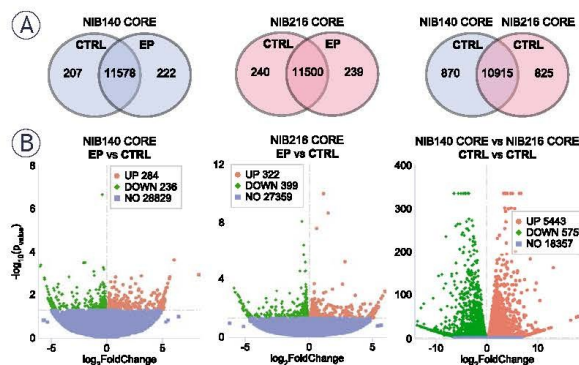 A
NIB140 CORE
CTRL EP
207 11578 222
NIB216 CORE
CTRL EP
240 11500 239
NIB140 CORE NIB216 CORE
CTRL CTRL
870 10915 825
B
NIB140 CORE
EP vs CTRL
UP 284
DOWN 236
NO 28829
8
6
4
2
0
-log10(pvalue)
-5 0 5
log2FoldChange
NIB216 CORE
EP vs CTRL
UP 322
DOWN 399
NO 27359
12
8
4
0
-5 0 5
log2FoldChange
NIB140 CORE vs NIB216 CORE
CTRL vs CTRL
UP 5443
DOWN 575
NO 18357
400
350
300
250
200
150
100
50
0
-10 0 10
log2FoldChange